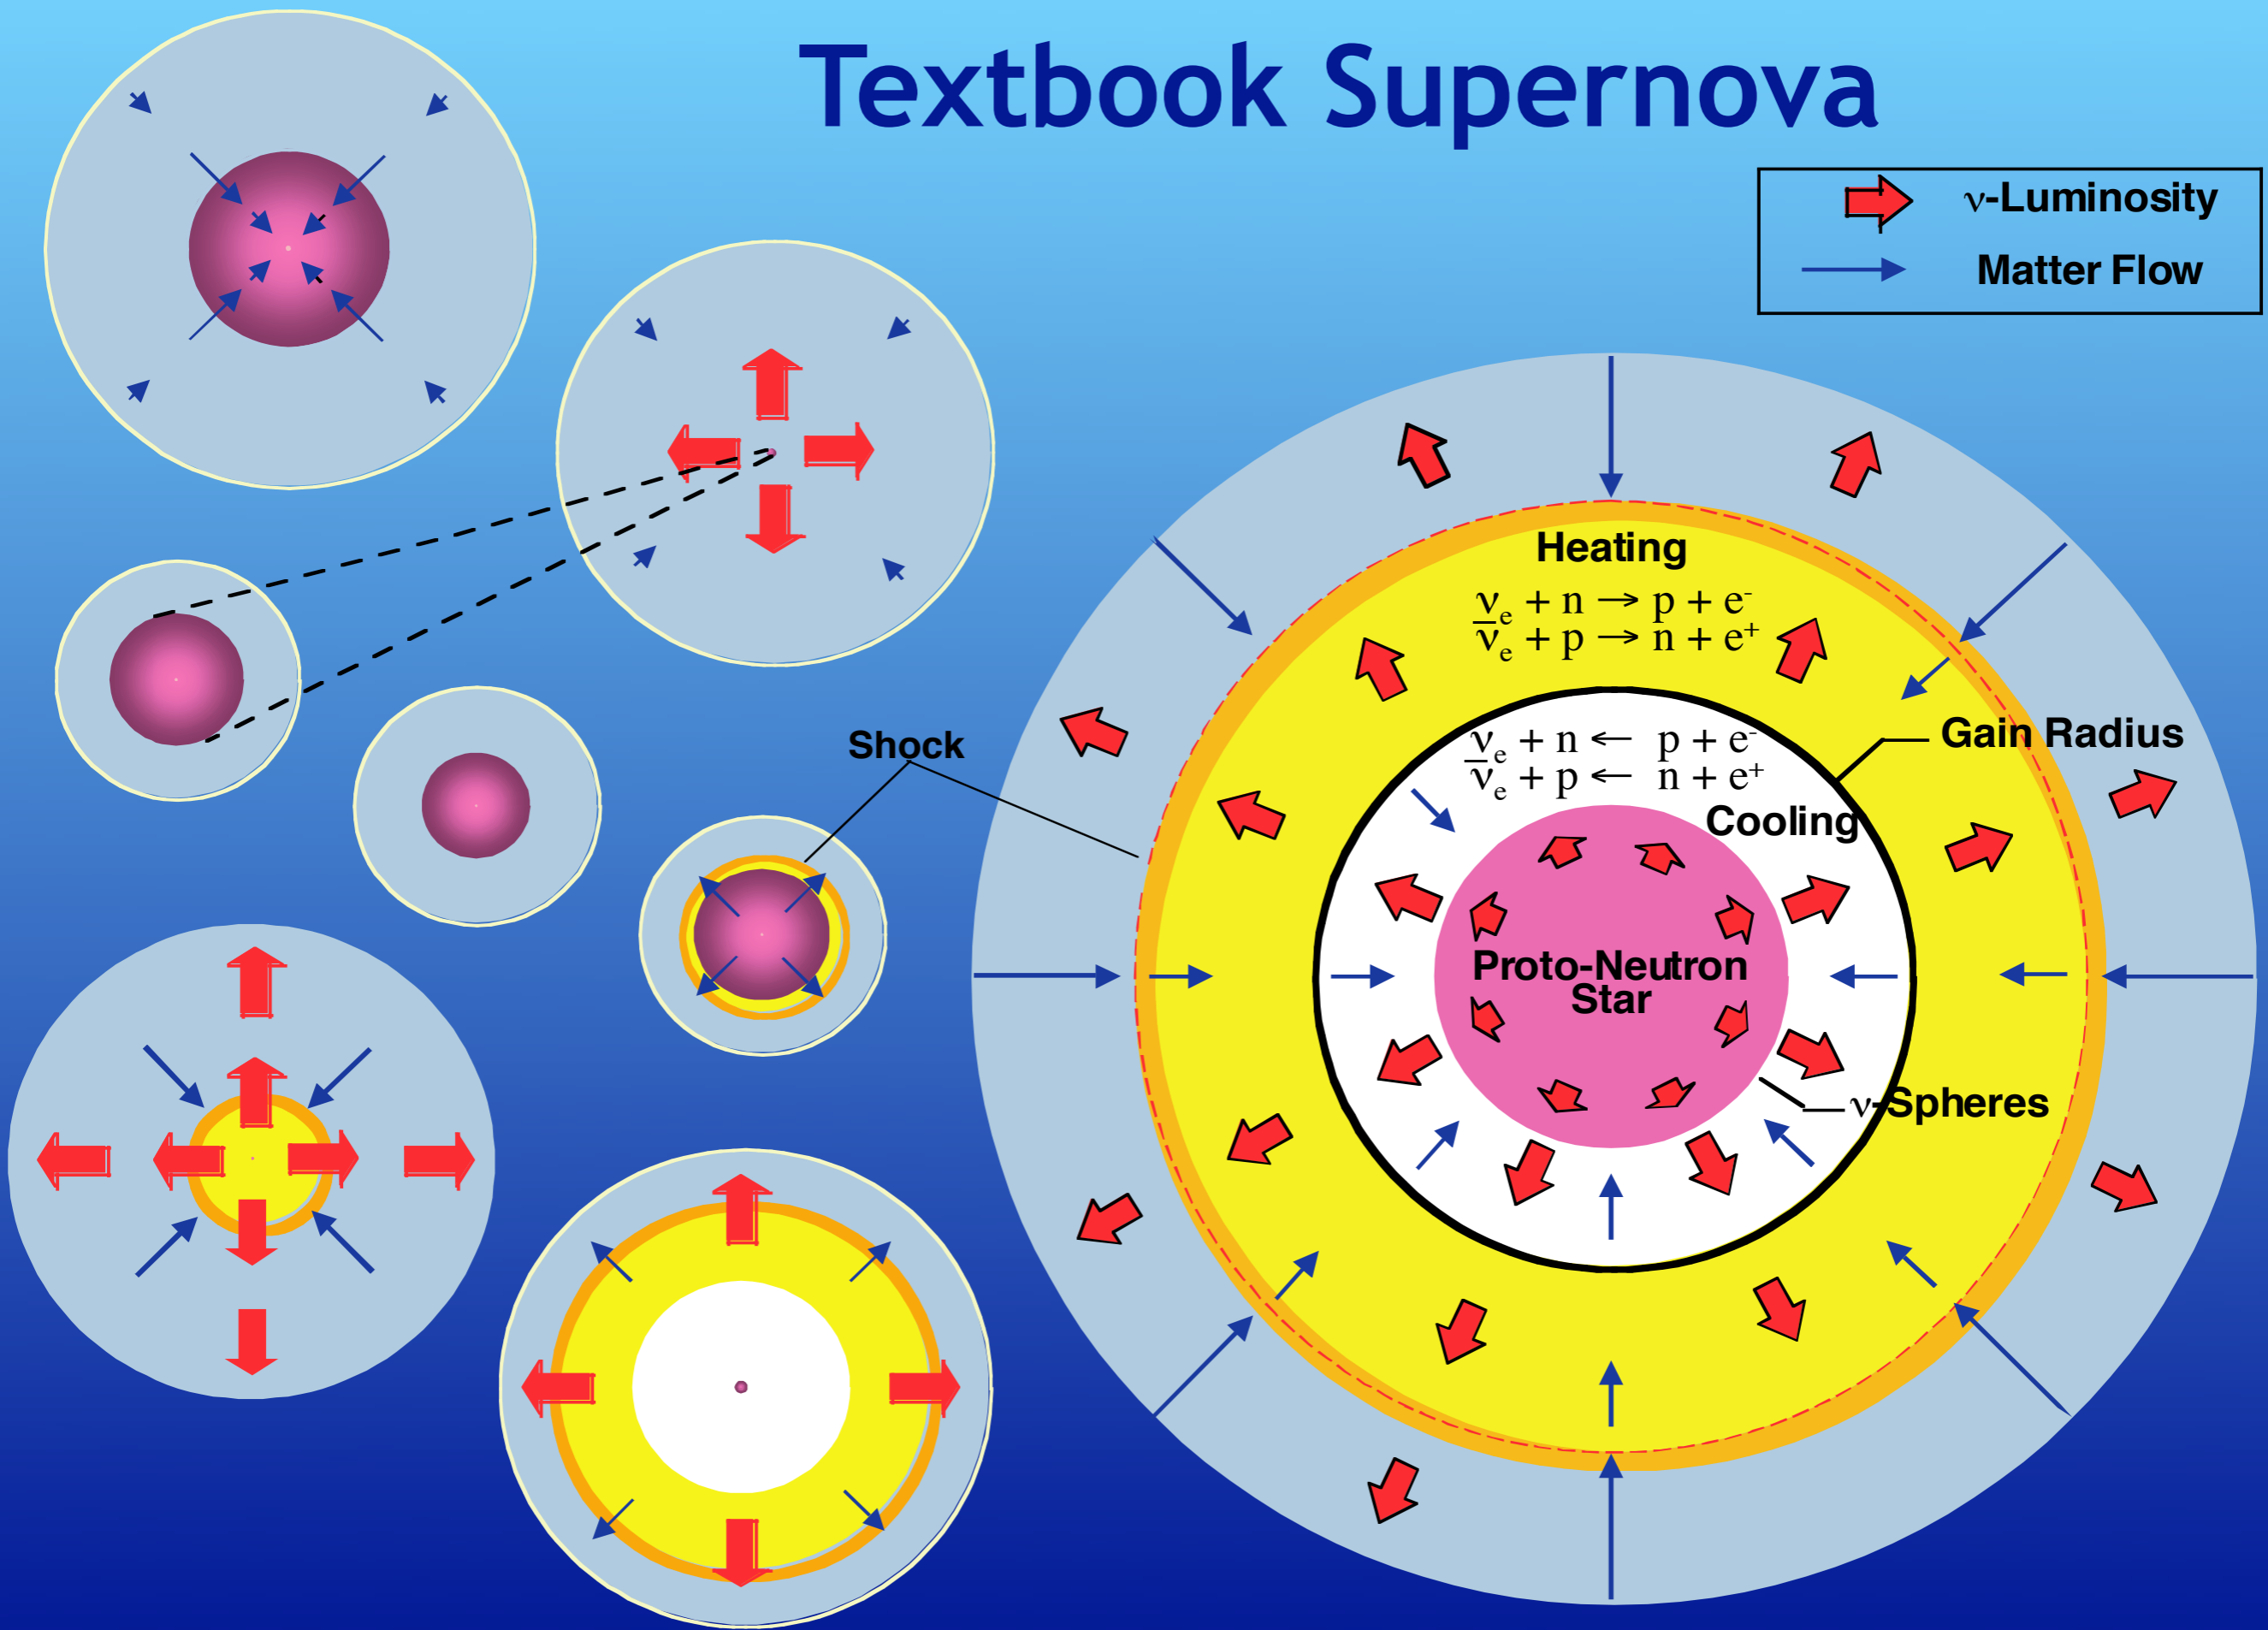 Textbook Supernova
ν-Luminosity
Matter Flow
Heating
νₑ + n → p + e⁻
ν̅ₑ + p → n + e⁺
Shock
νₑ + n ← p + e⁻
ν̅ₑ + p ← n + e⁺
Gain Radius
Cooling
Proto-Neutron
Star
ν-Spheres